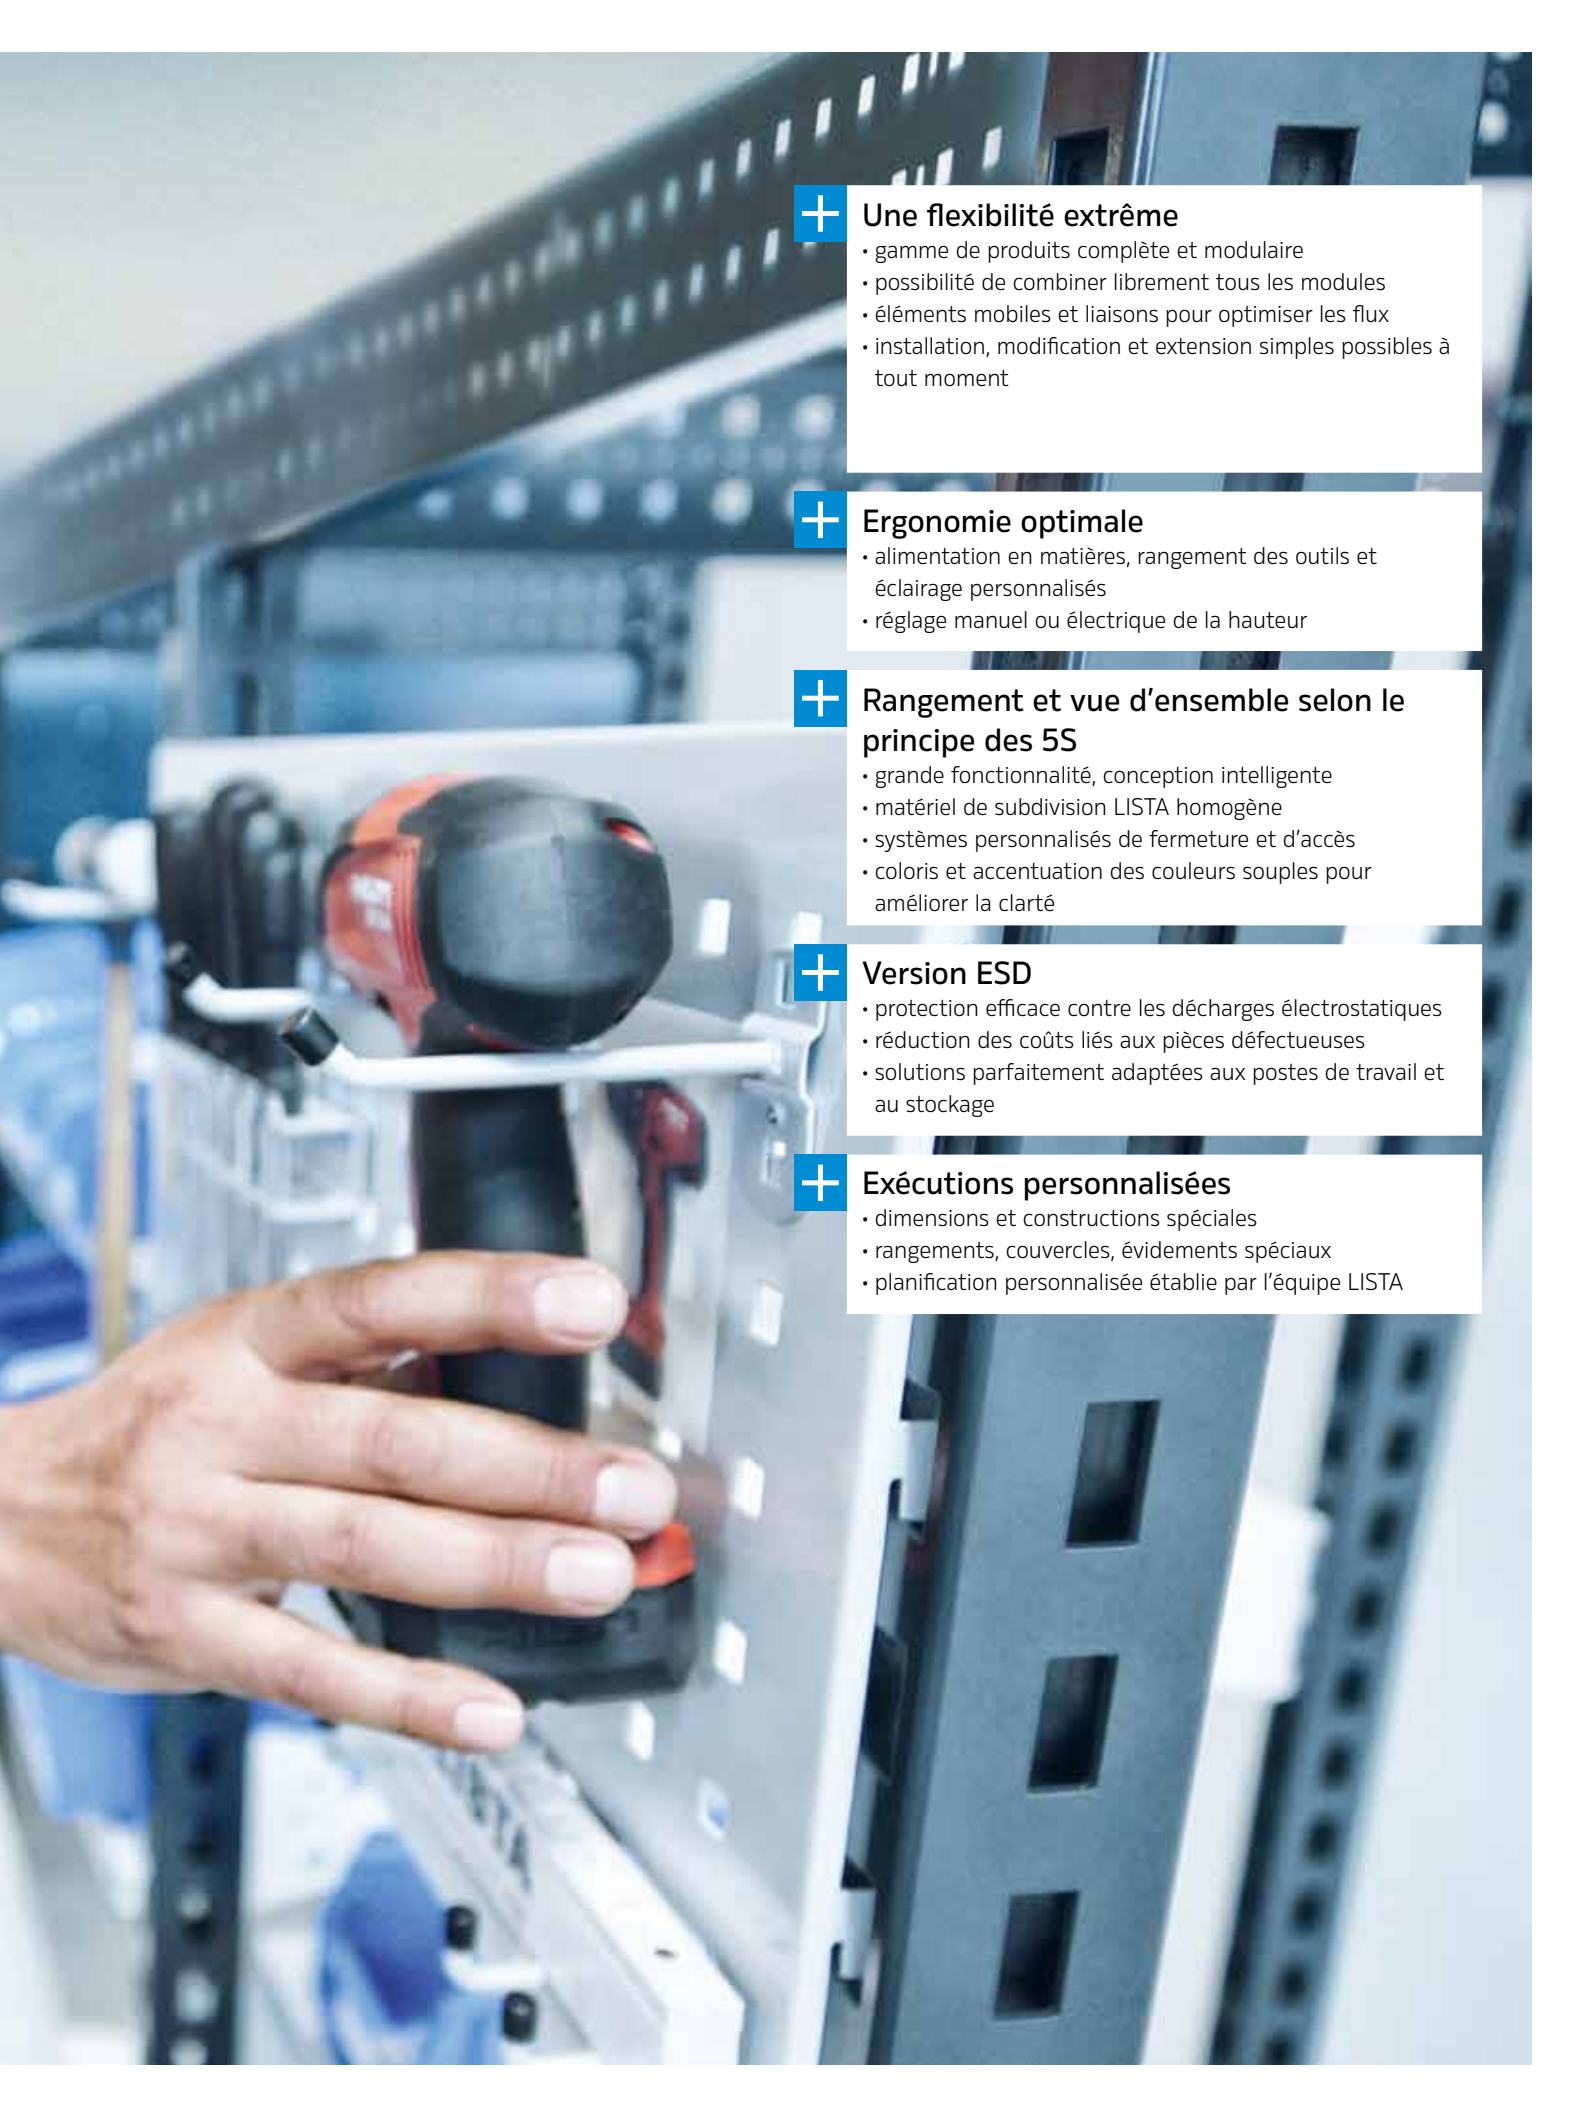 Une flexibilité extrême
• gamme de produits complète et modulaire
• possibilité de combiner librement tous les modules
• éléments mobiles et liaisons pour optimiser les flux
• installation, modification et extension simples possibles à
tout moment
Ergonomie optimale
• alimentation en matières, rangement des outils et
éclairage personnalisés
• réglage manuel ou électrique de la hauteur
Rangement et vue d'ensemble selon le
principe des 5S
• grande fonctionnalité, conception intelligente
• matériel de subdivision LISTA homogène
• systèmes personnalisés de fermeture et d'accès
• coloris et accentuation des couleurs souples pour
améliorer la clarté
Version ESD
• protection efficace contre les décharges électrostatiques
• réduction des coûts liés aux pièces défectueuses
• solutions parfaitement adaptées aux postes de travail et
au stockage
Exécutions personnalisées
• dimensions et constructions spéciales
• rangements, couvercles, évidements spéciaux
• planification personnalisée établie par l'équipe LISTA